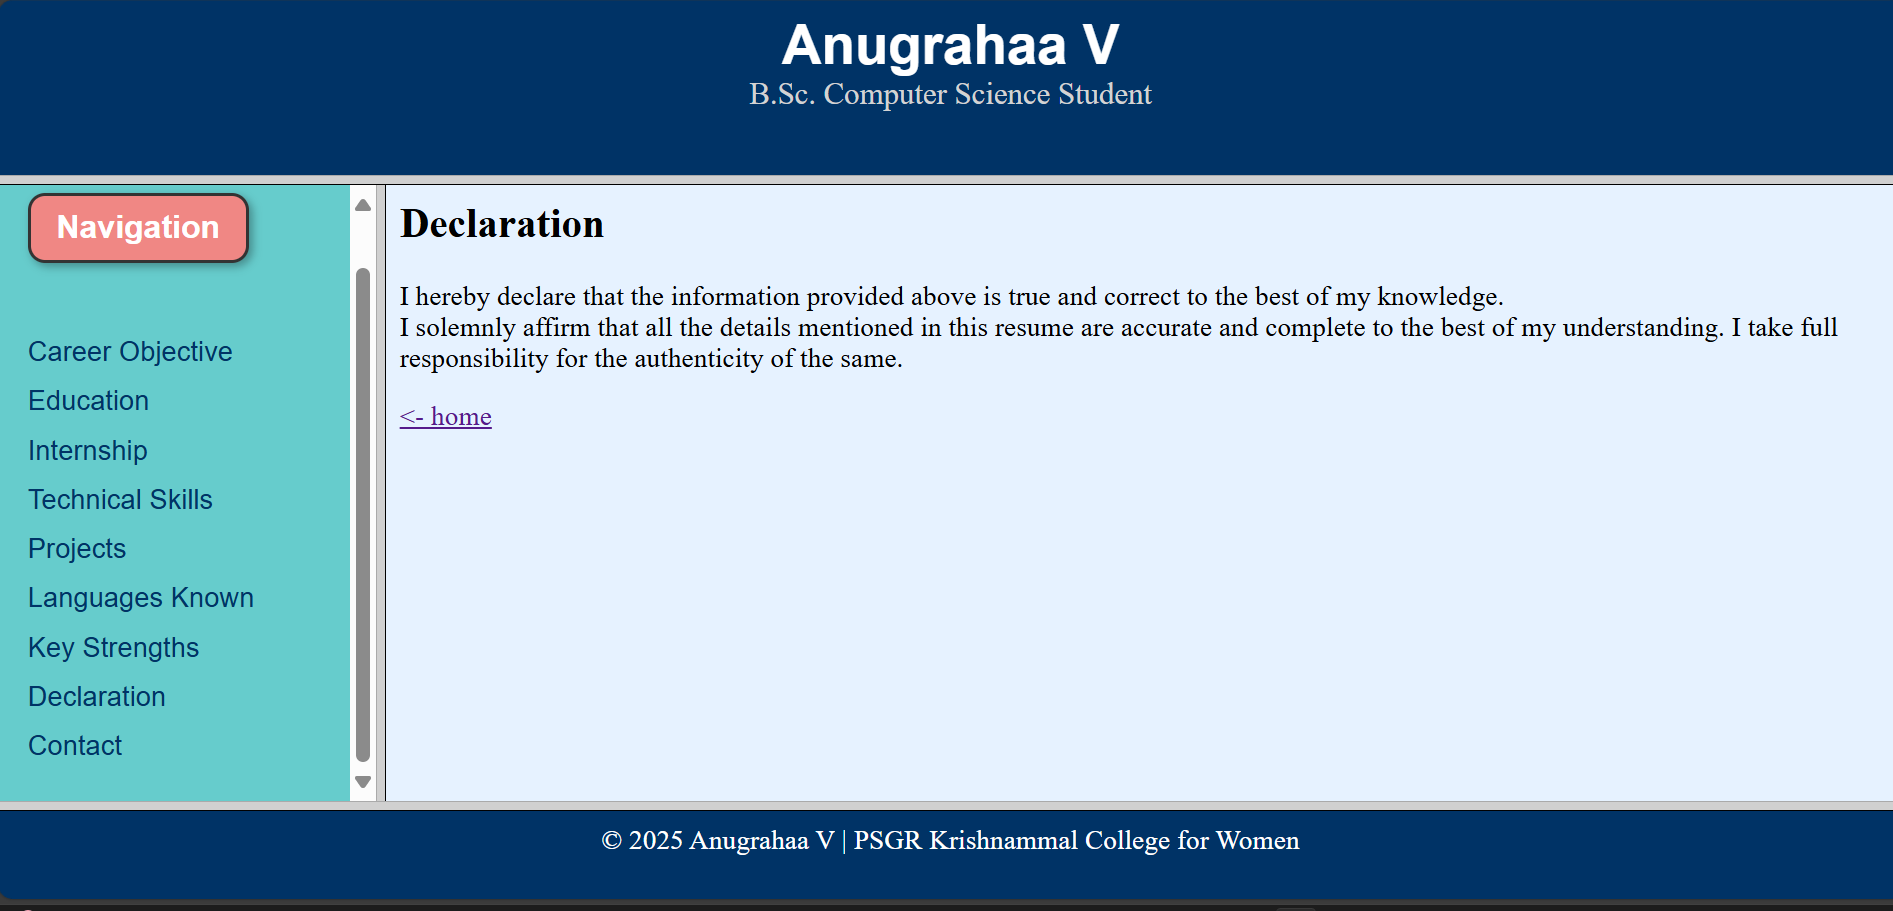 Anugrahaa V
B.Sc. Computer Science Student
Navigation
Career Objective
Education
Internship
Technical Skills
Projects
Languages Known
Key Strengths
Declaration
Contact
Declaration
I hereby declare that the information provided above is true and correct to the best of my knowledge.
I solemnly affirm that all the details mentioned in this resume are accurate and complete to the best of my understanding. I take full
responsibility for the authenticity of the same.
<- home
© 2025 Anugrahaa V | PSGR Krishnammal College for Women